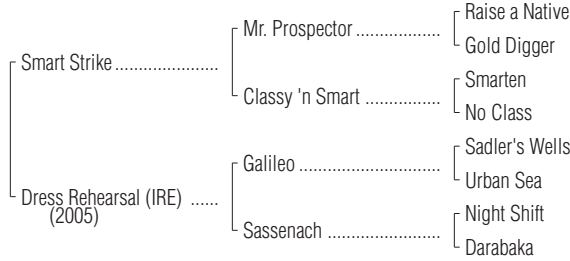 Raise a Native
Mr. Prospector ..................
Gold Digger
Smart Strike ......................
Smarten
Classy 'n Smart ................
No Class
Sadler's Wells
Galileo ..............................
Urban Sea
Dress Rehearsal (IRE) ......
(2005)
Night Shift
Sassenach ........................
Darabaka